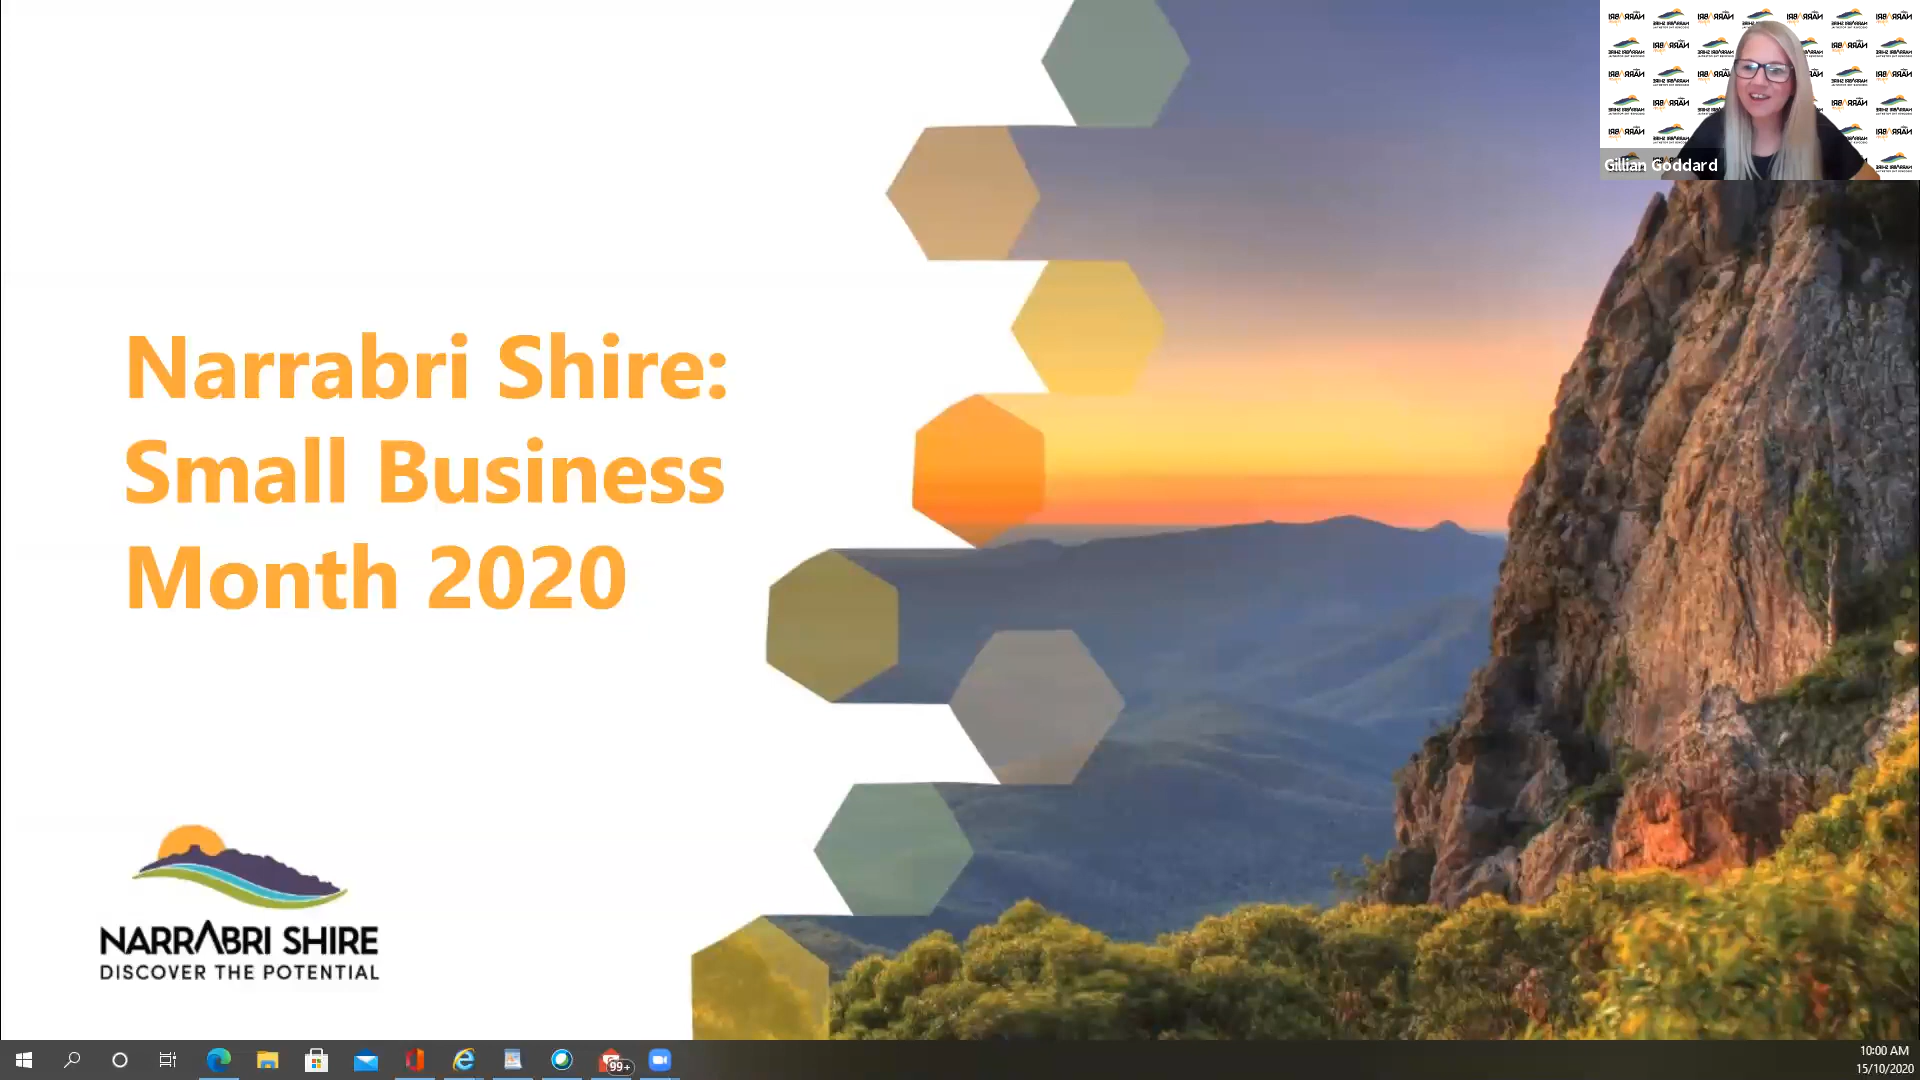 Narrabri Shire:
Small Business
Month 2020
NARRABRI SHIRE
DISCOVER THE POTENTIAL
Gillian Goddard
99+
10:00 AM
15/10/2020